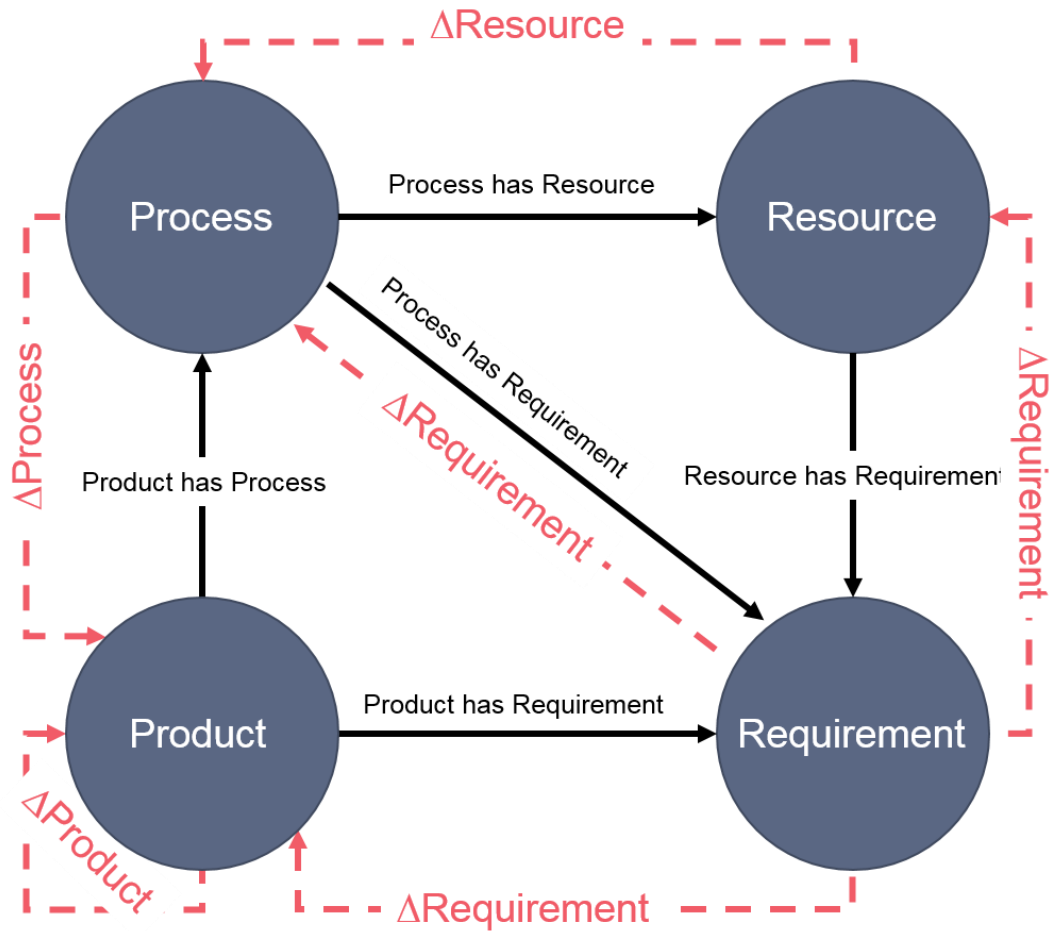 ΔResource
Process has Resource
Process
Resource
Process has Requirement
ΔRequirement
ΔProcess
ΔRequirement
Product has Process
Resource has Requirement
Product has Requirement
Product
Requirement
ΔProduct
ΔRequirement